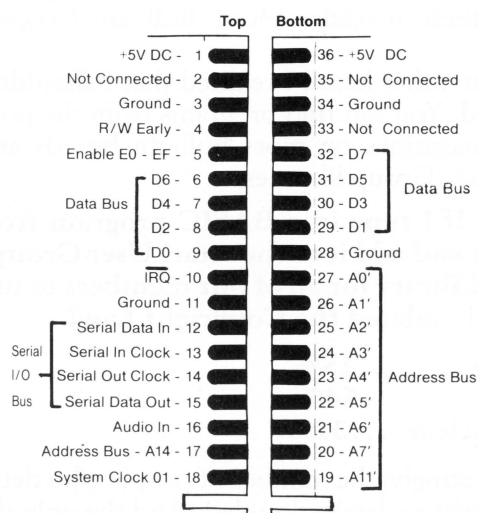 Top Bottom
+5V DC - 1 36 - +5V DC
Not Connected - 2 35 - Not Connected
Ground - 3 34 - Ground
R/W Early - 4 33 - Not Connected
Enable E0 - EF - 5 32 - D7
D6 - 6 31 - D5
Data Bus
D4 - 7 30 - D3
Data Bus
D2 - 8 29 - D1
D0 - 9 28 - Ground
IRQ - 10 27 - A0'
Ground - 11 26 - A1'
Serial Data In - 12 25 - A2'
Serial
Serial In Clock - 13 24 - A3'
I/O
Serial Out Clock - 14 23 - A4'
Address Bus
Bus
Serial Data Out - 15 22 - A5'
Audio In - 16 21 - A6'
Address Bus - A14 - 17 20 - A7'
System Clock 01 - 18 19 - A11'